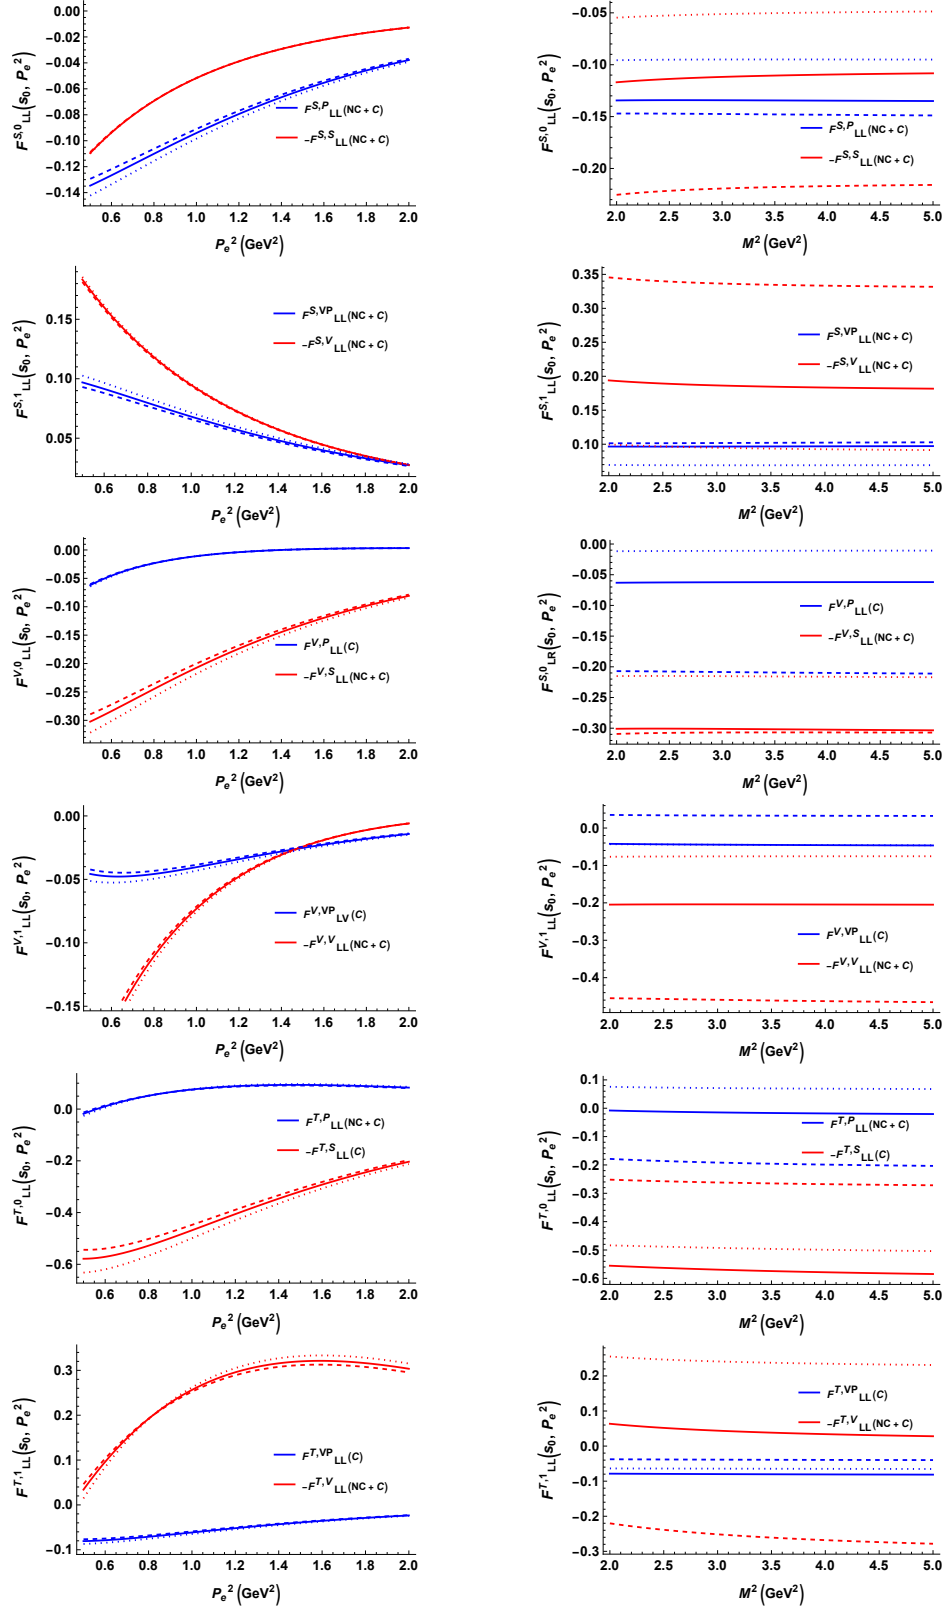 0.00
-0.02
-0.04
-0.06
-0.08
-0.10
-0.12
-0.14
F^{S,0}_{LL}(s_0, P_e^2)
F^{S,P}_{LL}(NC+C)
-F^{S,S}_{LL}(NC+C)
0.6 0.8 1.0 1.2 1.4 1.6 1.8 2.0
P_e^2 (GeV^2)
-0.05
-0.10
-0.15
-0.20
F^{S,0}_{LL}(s_0, P_e^2)
F^{S,P}_{LL}(NC+C)
-F^{S,S}_{LL}(NC+C)
2.0 2.5 3.0 3.5 4.0 4.5 5.0
M^2 (GeV^2)
0.15
0.10
0.05
F^{S,1}_{LL}(s_0, P_e^2)
F^{S,VP}_{LL}(NC+C)
-F^{S,V}_{LL}(NC+C)
0.6 0.8 1.0 1.2 1.4 1.6 1.8 2.0
P_e^2 (GeV^2)
0.35
0.30
0.25
0.20
0.15
0.10
F^{S,1}_{LL}(s_0, P_e^2)
F^{S,VP}_{LL}(NC+C)
-F^{S,V}_{LL}(NC+C)
2.0 2.5 3.0 3.5 4.0 4.5 5.0
M^2 (GeV^2)
0.00
-0.05
-0.10
-0.15
-0.20
-0.25
-0.30
F^{V,0}_{LL}(s_0, P_e^2)
F^{V,P}_{LL}(C)
-F^{V,S}_{LL}(NC+C)
0.6 0.8 1.0 1.2 1.4 1.6 1.8 2.0
P_e^2 (GeV^2)
0.00
-0.05
-0.10
-0.15
-0.20
-0.25
-0.30
F^{S,0}_{LR}(s_0, P_e^2)
F^{V,P}_{LL}(C)
-F^{V,S}_{LL}(NC+C)
2.0 2.5 3.0 3.5 4.0 4.5 5.0
M^2 (GeV^2)
0.00
-0.05
-0.10
-0.15
F^{V,1}_{LL}(s_0, P_e^2)
F^{V,VP}_{LV}(C)
-F^{V,V}_{LL}(NC+C)
0.6 0.8 1.0 1.2 1.4 1.6 1.8 2.0
P_e^2 (GeV^2)
0.0
-0.1
-0.2
-0.3
-0.4
F^{V,1}_{LL}(s_0, P_e^2)
F^{V,VP}_{LL}(C)
-F^{V,V}_{LL}(NC+C)
2.0 2.5 3.0 3.5 4.0 4.5 5.0
M^2 (GeV^2)
0.0
-0.2
-0.4
-0.6
F^{T,0}_{LL}(s_0, P_e^2)
F^{T,P}_{LL}(NC+C)
-F^{T,S}_{LL}(C)
0.6 0.8 1.0 1.2 1.4 1.6 1.8 2.0
P_e^2 (GeV^2)
0.1
0.0
-0.1
-0.2
-0.3
-0.4
-0.5
-0.6
F^{T,0}_{LL}(s_0, P_e^2)
F^{T,P}_{LL}(NC+C)
-F^{T,S}_{LL}(C)
2.0 2.5 3.0 3.5 4.0 4.5 5.0
M^2 (GeV^2)
0.3
0.2
0.1
0.0
-0.1
F^{T,1}_{LL}(s_0, P_e^2)
F^{T,VP}_{LL}(C)
-F^{T,V}_{LL}(NC+C)
0.6 0.8 1.0 1.2 1.4 1.6 1.8 2.0
P_e^2 (GeV^2)
0.2
0.1
0.0
-0.1
-0.2
-0.3
F^{T,1}_{LL}(s_0, P_e^2)
F^{T,VP}_{LL}(C)
-F^{T,V}_{LL}(NC+C)
2.0 2.5 3.0 3.5 4.0 4.5 5.0
M^2 (GeV^2)